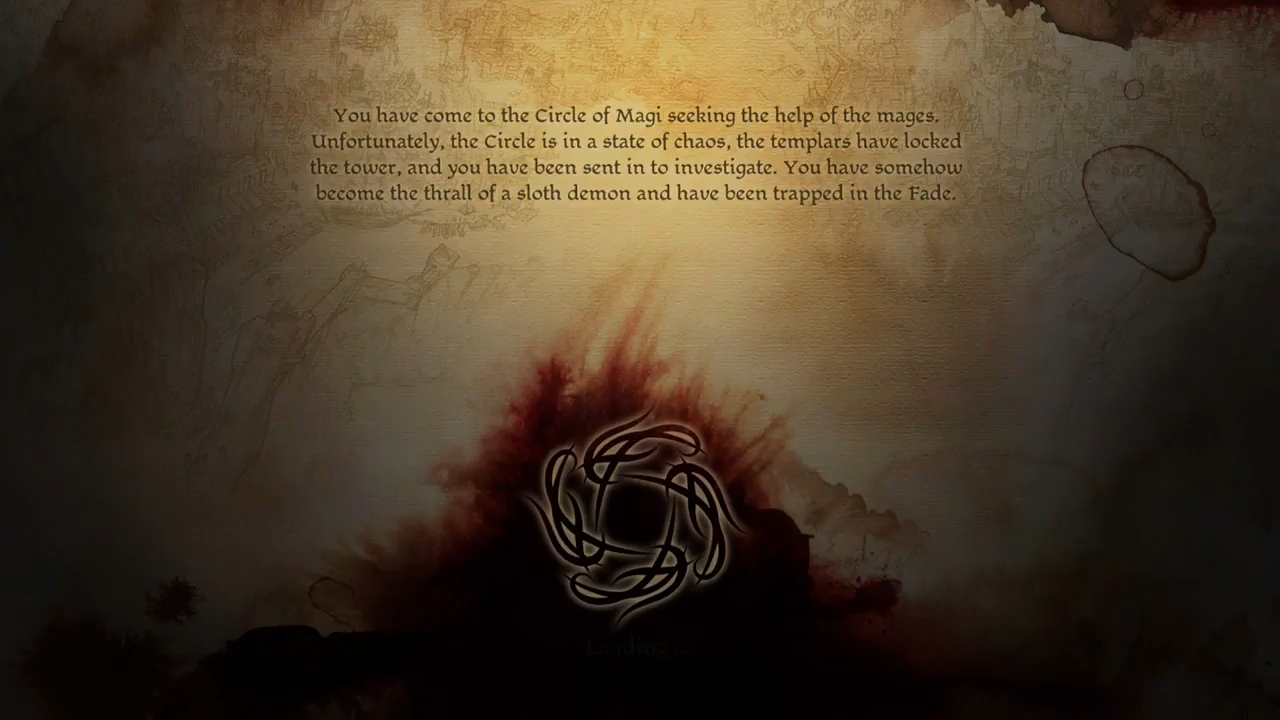 You have come to the Circle of Magi seeking the help of the mages.
Unfortunately, the Circle is in a state of chaos, the templars have locked
the tower, and you have been sent in to investigate. You have somehow
become the thrall of a sloth demon and have been trapped in the Fade.
Loading...